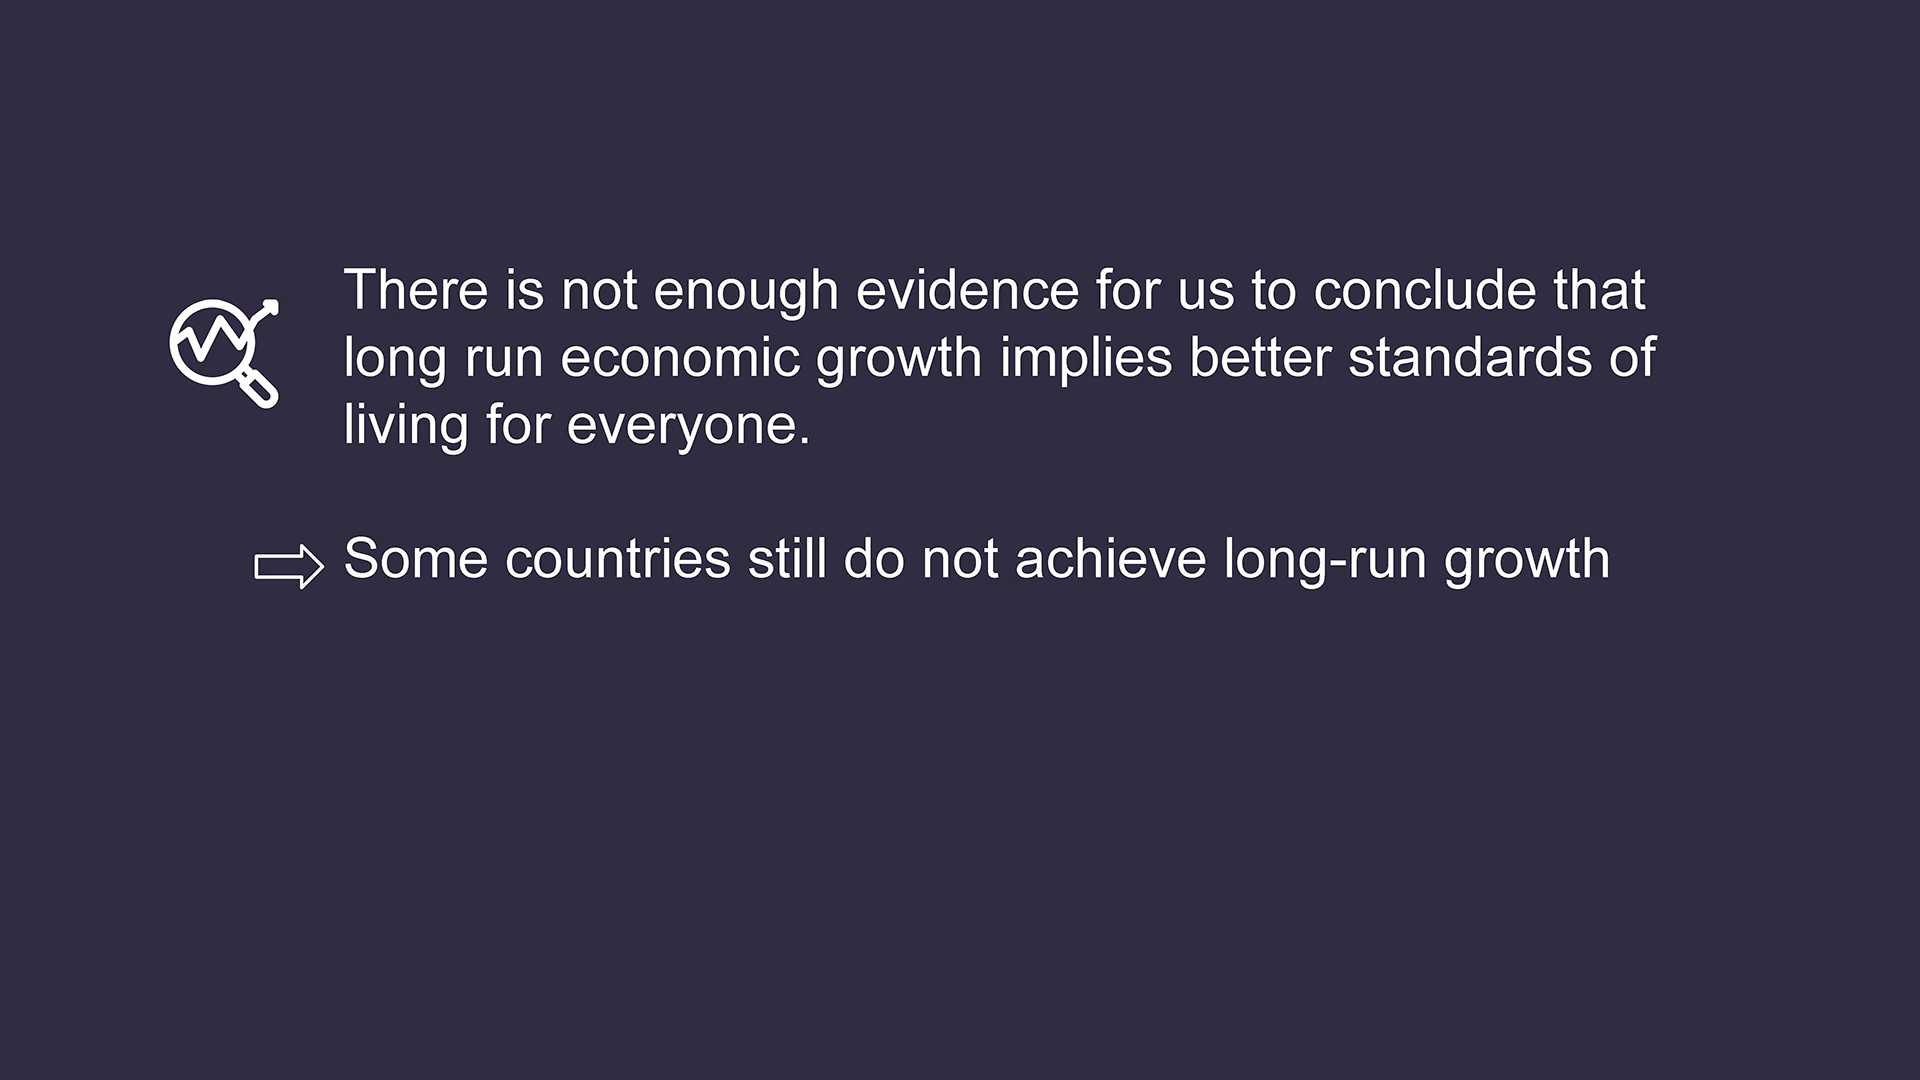 There is not enough evidence for us to conclude that
long run economic growth implies better standards of
living for everyone.
Some countries still do not achieve long-run growth